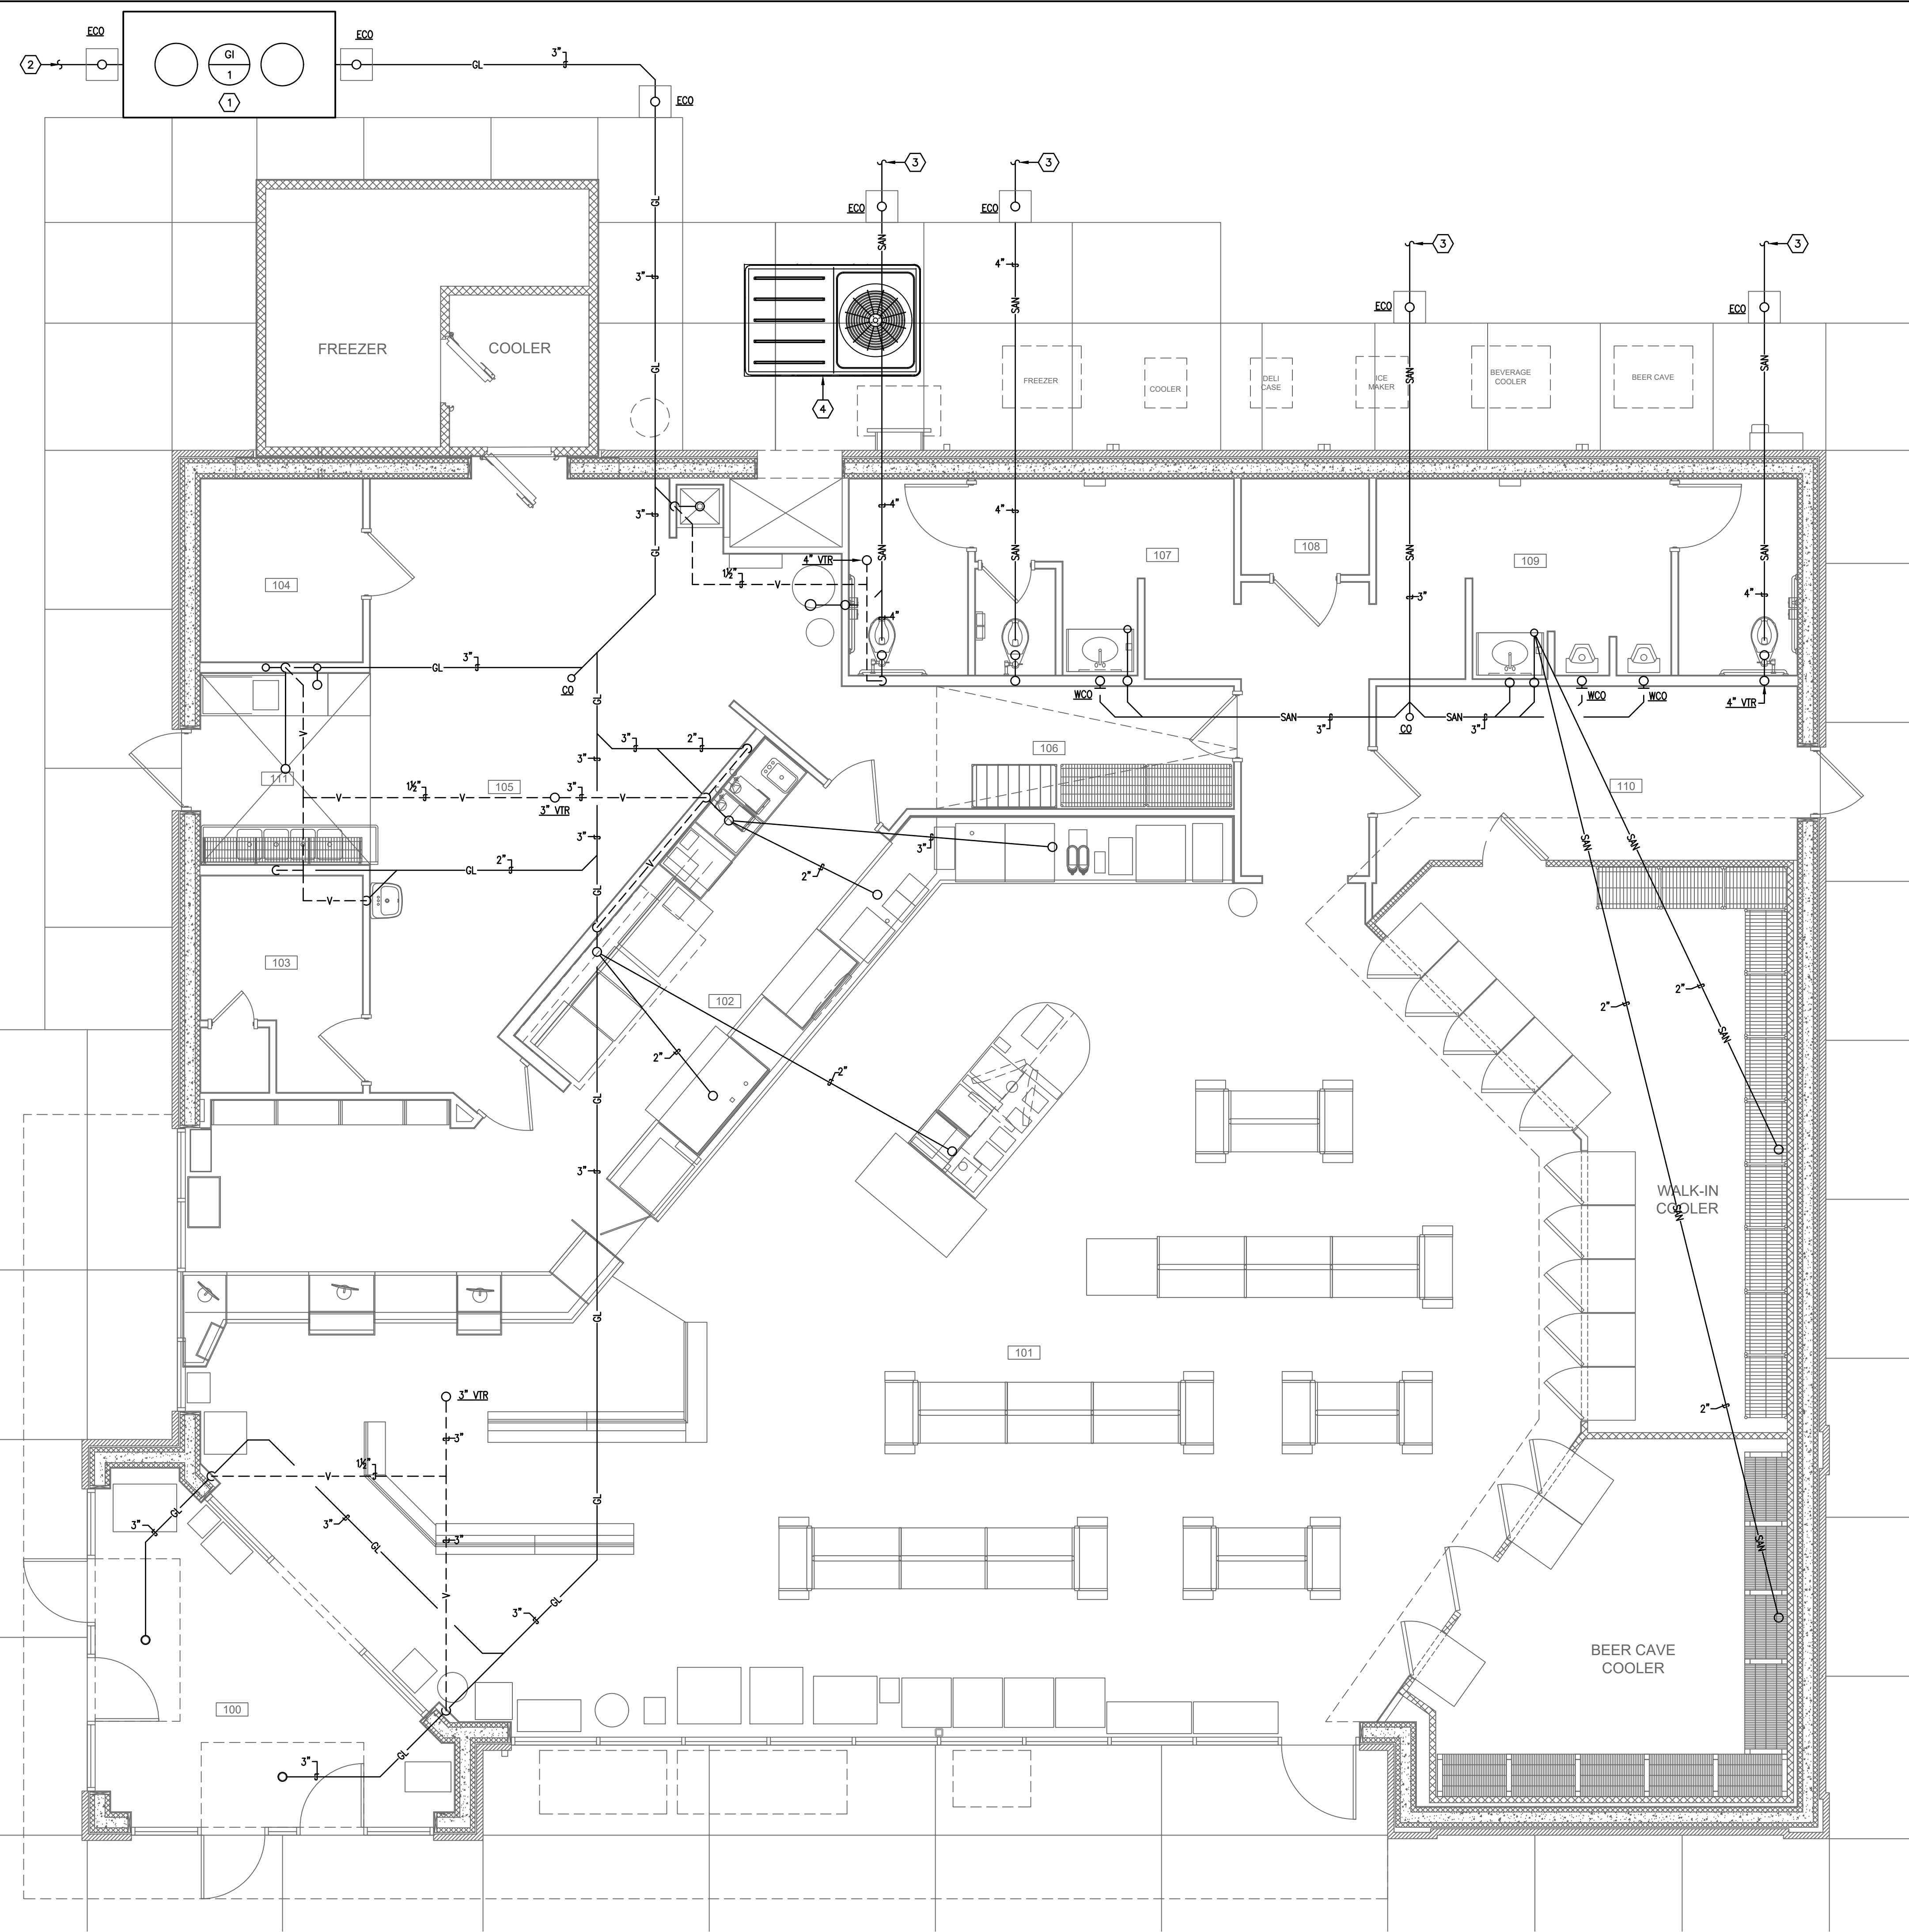 ECO
ECO
2
GI
1
1
GL
3"
ECO
3
3
ECO
ECO
3
3
ECO
ECO
GL
SAN
4"
SAN
3"
FREEZER
COOLER
GL
4
FREEZER
COOLER
DELI
CASE
ICE
MAKER
SAN
BEVERAGE
COOLER
BEER CAVE
SAN
3"
4"
4"
GL
SAN
SAN
107
108
SAN
109
SAN
4" VTR
104
1½"
V
4"
3"
4"
GL
3"
CO
GL
WCO
WCO
WCO
4" VTR
V
SAN
3"
CO
SAN
3"
3"
2"
3"
106
111
1½"
105
3"
110
V
V
V
3" VTR
3"
3"
SAN
SAN
2"
GL
V
2"
GL
V
103
102
2"
2"
SAN
2"
2"
GL
3"
WALK-IN
COOLER
SAN
GL
101
3" VTR
2"
3"
1½"
V
GL
GL
3"
3"
3"
GL
SAN
V
GL
3"
BEER CAVE
COOLER
100
3"
GL